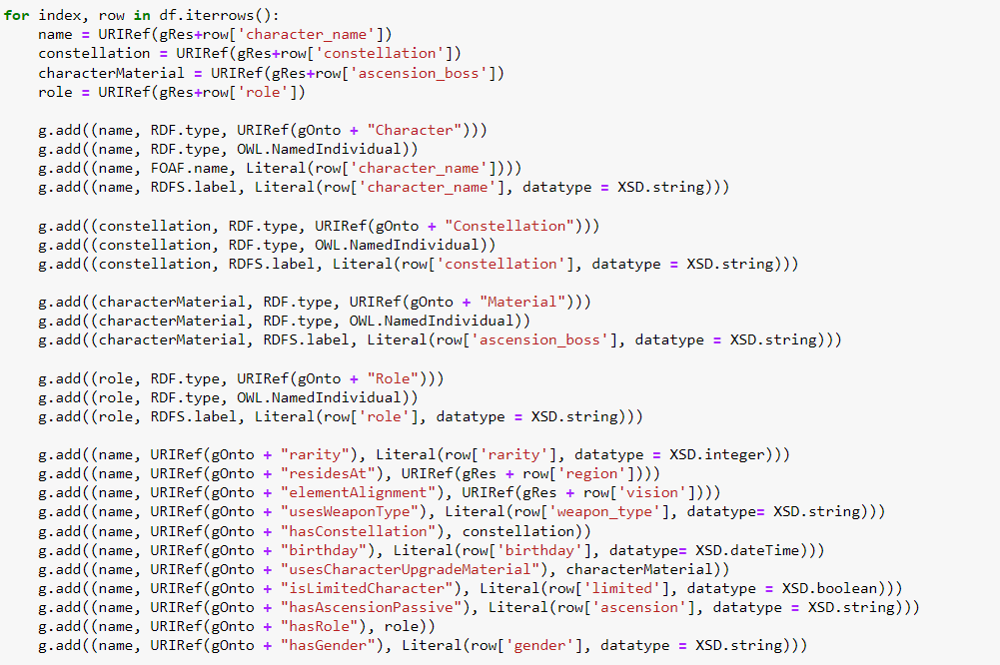 for index, row in df.iterrows():
    name = URIRef(gRes+row['character_name'])
    constellation = URIRef(gRes+row['constellation'])
    characterMaterial = URIRef(gRes+row['ascension_boss'])
    role = URIRef(gRes+row['role'])

    g.add((name, RDF.type, URIRef(gOnto + "Character")))
    g.add((name, RDF.type, OWL.NamedIndividual))
    g.add((name, FOAF.name, Literal(row['character_name'])))
    g.add((name, RDFS.label, Literal(row['character_name'], datatype = XSD.string)))

    g.add((constellation, RDF.type, URIRef(gOnto + "Constellation")))
    g.add((constellation, RDF.type, OWL.NamedIndividual))
    g.add((constellation, RDFS.label, Literal(row['constellation'], datatype = XSD.string)))

    g.add((characterMaterial, RDF.type, URIRef(gOnto + "Material")))
    g.add((characterMaterial, RDF.type, OWL.NamedIndividual))
    g.add((characterMaterial, RDFS.label, Literal(row['ascension_boss'], datatype = XSD.string)))

    g.add((role, RDF.type, URIRef(gOnto + "Role")))
    g.add((role, RDF.type, OWL.NamedIndividual))
    g.add((role, RDFS.label, Literal(row['role'], datatype = XSD.string)))

    g.add((name, URIRef(gOnto + "rarity"), Literal(row['rarity'], datatype = XSD.integer)))
    g.add((name, URIRef(gOnto + "residesAt"), URIRef(gRes + row['region'])))
    g.add((name, URIRef(gOnto + "elementAlignment"), URIRef(gRes + row['vision'])))
    g.add((name, URIRef(gOnto + "usesWeaponType"), Literal(row['weapon_type'], datatype= XSD.string)))
    g.add((name, URIRef(gOnto + "hasConstellation"), constellation))
    g.add((name, URIRef(gOnto + "birthday"), Literal(row['birthday'], datatype= XSD.dateTime)))
    g.add((name, URIRef(gOnto + "usesCharacterUpgradeMaterial"), characterMaterial))
    g.add((name, URIRef(gOnto + "isLimitedCharacter"), Literal(row['limited'], datatype = XSD.boolean)))
    g.add((name, URIRef(gOnto + "hasAscensionPassive"), Literal(row['ascension'], datatype = XSD.string)))
    g.add((name, URIRef(gOnto + "hasRole"), role))
    g.add((name, URIRef(gOnto + "hasGender"), Literal(row['gender'], datatype = XSD.string)))